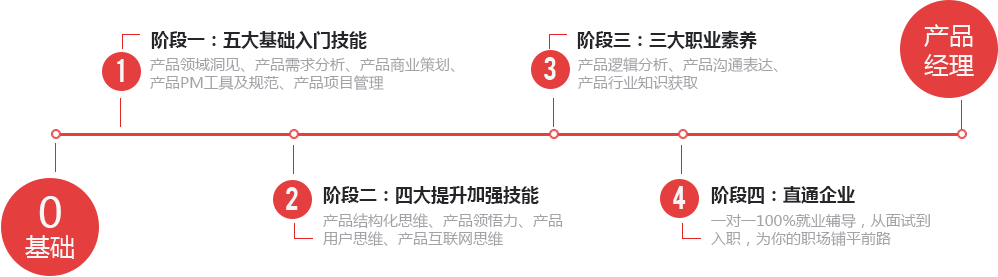 0
基础
1
阶段一：五大基础入门技能
产品领域洞见、产品需求分析、产品商业策划、
产品PM工具及规范、产品项目管理
2
阶段二：四大提升加强技能
产品结构化思维、产品领悟力、产品
用户思维、产品互联网思维
3
阶段三：三大职业素养
产品逻辑分析、产品沟通表达、
产品行业知识获取
4
阶段四：直通企业
一对一100%就业辅导，从面试到
入职，为你的职场铺平前路
产品
经理